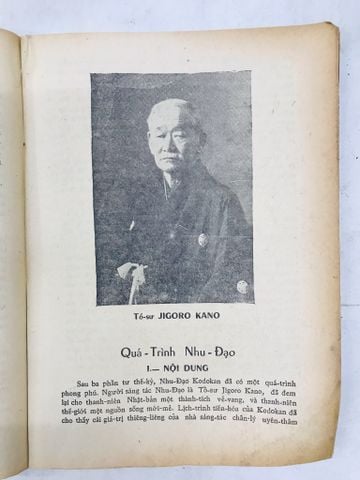 Tổ-sư JIGORO KANO
Quá-Trình Nhu-Đạo
I.— NỘI DUNG
Sau ba phần tư thế-kỷ, Nhu-Đạo Kodokan đã có một quá-trình
phong phú. Người sáng tác Nhu-Đạo là Tổ-sư Jigoro Kano, đã đem
lại cho thanh-niên Nhật-bản một thành-tích vẻ-vang, và thanh-niên
thế-giới một nguồn sống mới-mẻ. Lịch-trình tiến-hóa của Kodokan đã
cho thấy cái giá-trị thiêng-liêng của nhà sáng-tác chân-lý uyên-thâm